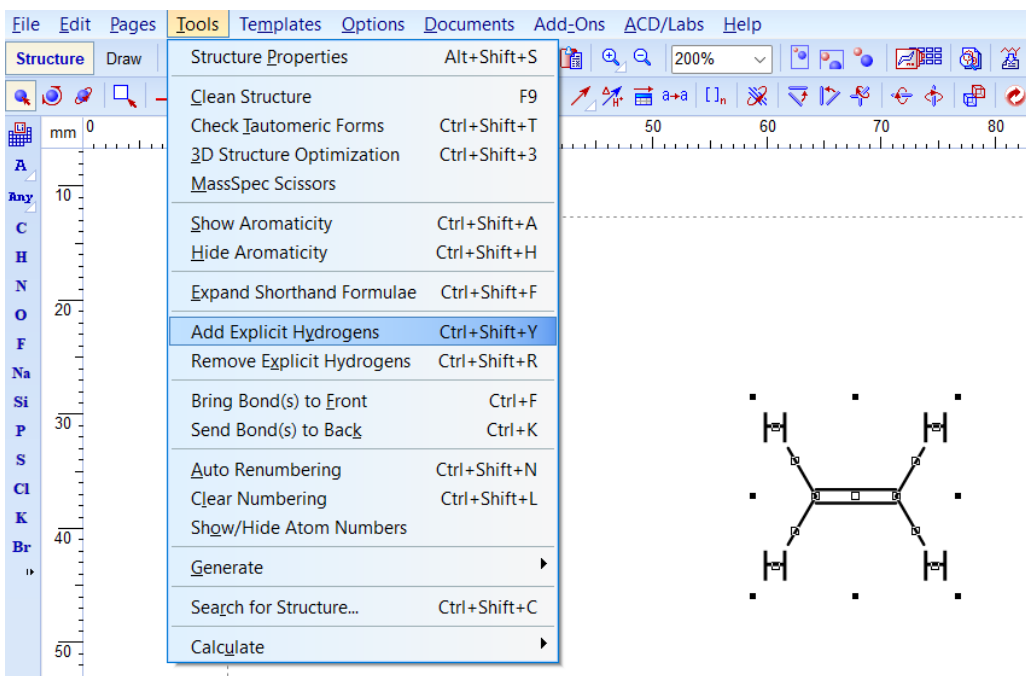 File Edit Pages Tools Templates Options Documents Add-Ons ACD/Labs Help
Structure Draw 200%
Structure Properties Alt+Shift+S
Clean Structure F9
Check Tautomeric Forms Ctrl+Shift+T
3D Structure Optimization Ctrl+Shift+3
MassSpec Scissors
Show Aromaticity Ctrl+Shift+A
Hide Aromaticity Ctrl+Shift+H
Expand Shorthand Formulae Ctrl+Shift+F
Add Explicit Hydrogens Ctrl+Shift+Y
Remove Explicit Hydrogens Ctrl+Shift+R
Bring Bond(s) to Front Ctrl+F
Send Bond(s) to Back Ctrl+K
Auto Renumbering Ctrl+Shift+N
Clear Numbering Ctrl+Shift+L
Show/Hide Atom Numbers
Generate
Search for Structure... Ctrl+Shift+C
Calculate
mm 0 50 60 70 80
10
20
30
40
50
A
Any
C
H
N
O
F
Na
Si
P
S
Cl
K
Br
H H
H H